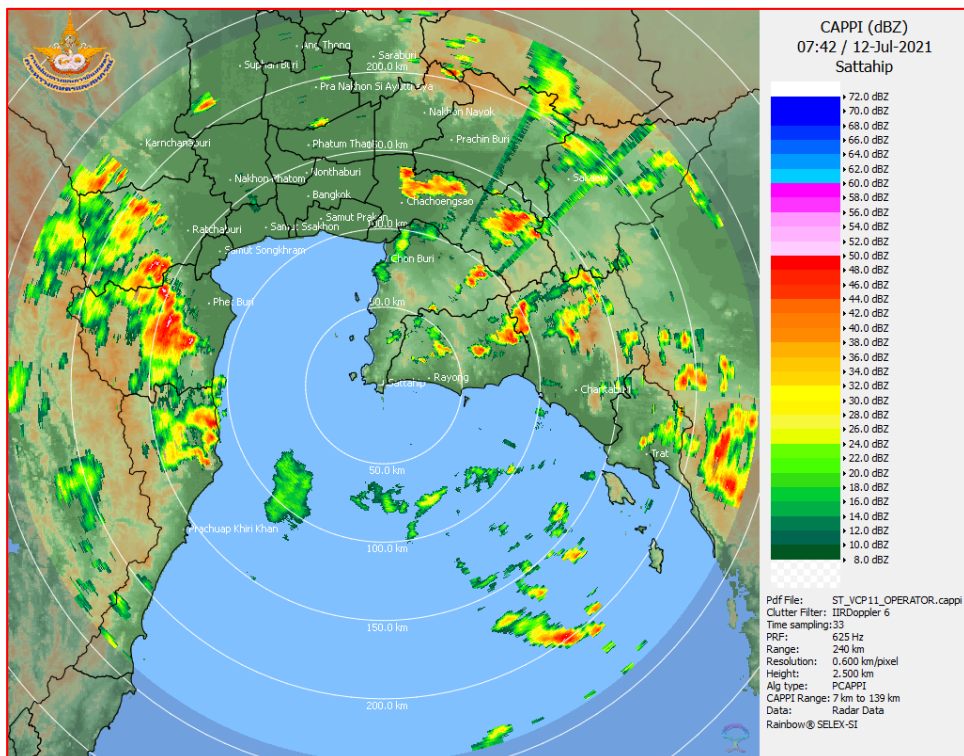 CAPPI (dBZ)
07:42 / 12-Jul-2021
Sattahip
72.0 dBZ
70.0 dBZ
68.0 dBZ
66.0 dBZ
64.0 dBZ
62.0 dBZ
60.0 dBZ
58.0 dBZ
56.0 dBZ
54.0 dBZ
52.0 dBZ
50.0 dBZ
48.0 dBZ
46.0 dBZ
44.0 dBZ
42.0 dBZ
40.0 dBZ
38.0 dBZ
36.0 dBZ
34.0 dBZ
32.0 dBZ
30.0 dBZ
28.0 dBZ
26.0 dBZ
24.0 dBZ
22.0 dBZ
20.0 dBZ
18.0 dBZ
16.0 dBZ
14.0 dBZ
12.0 dBZ
10.0 dBZ
8.0 dBZ
Pdf File: ST_VCP11_OPERATOR.cappi
Clutter Filter: IIRDoppler 6
Time sampling:33
PRF: 625 Hz
Range: 240 km
Resolution: 0.600 km/pixel
Height: 2.500 km
Alg type: PCAPPI
CAPPI Range: 7 km to 139 km
Data: Radar Data
Rainbow® SELEX-SI
Ang Thong
Saraburi
Suphan Buri
200.0 km
Pra Nakhon Si Ayuttaya
Nakhon Nayok
Karnchanaburi
Phatum Thani
Prachin Buri
Nonthaburi
Nakhon Phatom
Bangkok
Chachoengsao
Samut Prakan
Ratchaburi
Samut Ssakhon
100.0 km
Samut Songkhram
Chon Buri
Phet Buri
50.0 km
Sattahip
Rayong
Chantaburi
Trat
50.0 km
Prachuap Khiri Khan
100.0 km
150.0 km
200.0 km